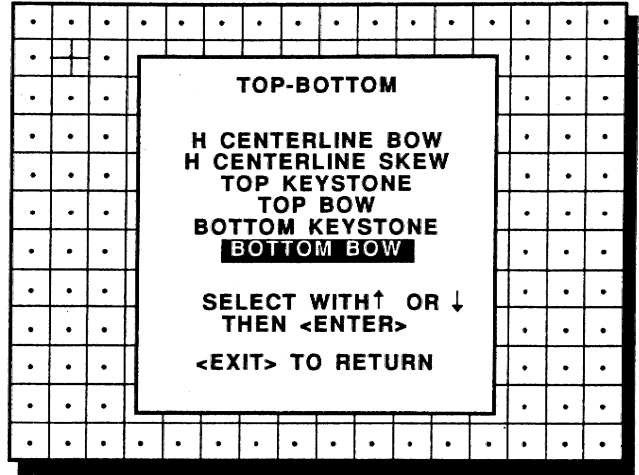 TOP-BOTTOM
H CENTERLINE BOW
H CENTERLINE SKEW
TOP KEYSTONE
TOP BOW
BOTTOM KEYSTONE
BOTTOM BOW
SELECT WITH↑ OR ↓
THEN <ENTER>
<EXIT> TO RETURN